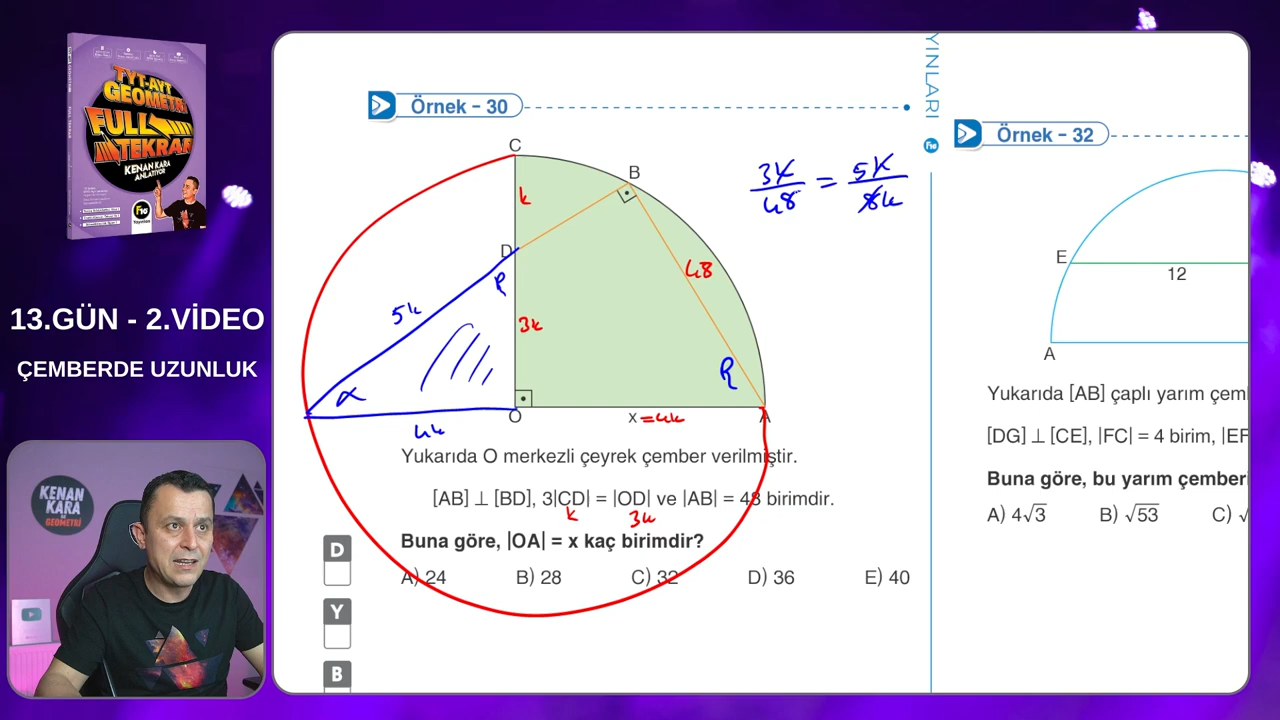 TYT-AYT
GEOMETRİ
FULL
TEKRAR
KENAN KARA
ANLATIYOR
F10
13.GÜN - 2.VİDEO
ÇEMBERDE UZUNLUK
KENAN
KARA
ile
GEOMETRİ
Örnek - 30
C
B
D
O
x
=4k
A
k
3k
48
5k
4k
α
3k/48 = 5k/8k
Yukarıda O merkezli çeyrek çember verilmiştir.
[AB] ⊥ [BD], 3|CD| = |OD| ve |AB| = 48 birimdir.
k 3k
Buna göre, |OA| = x kaç birimdir?
A) 24 B) 28 C) 32 D) 36 E) 40
D
Y
B
YINLARI
F10
Örnek - 32
E
12
A
Yukarıda [AB] çaplı yarım çem
[DG] ⊥ [CE], |FC| = 4 birim, |EF
Buna göre, bu yarım çemberi
A) 4√3 B) √53 C) √